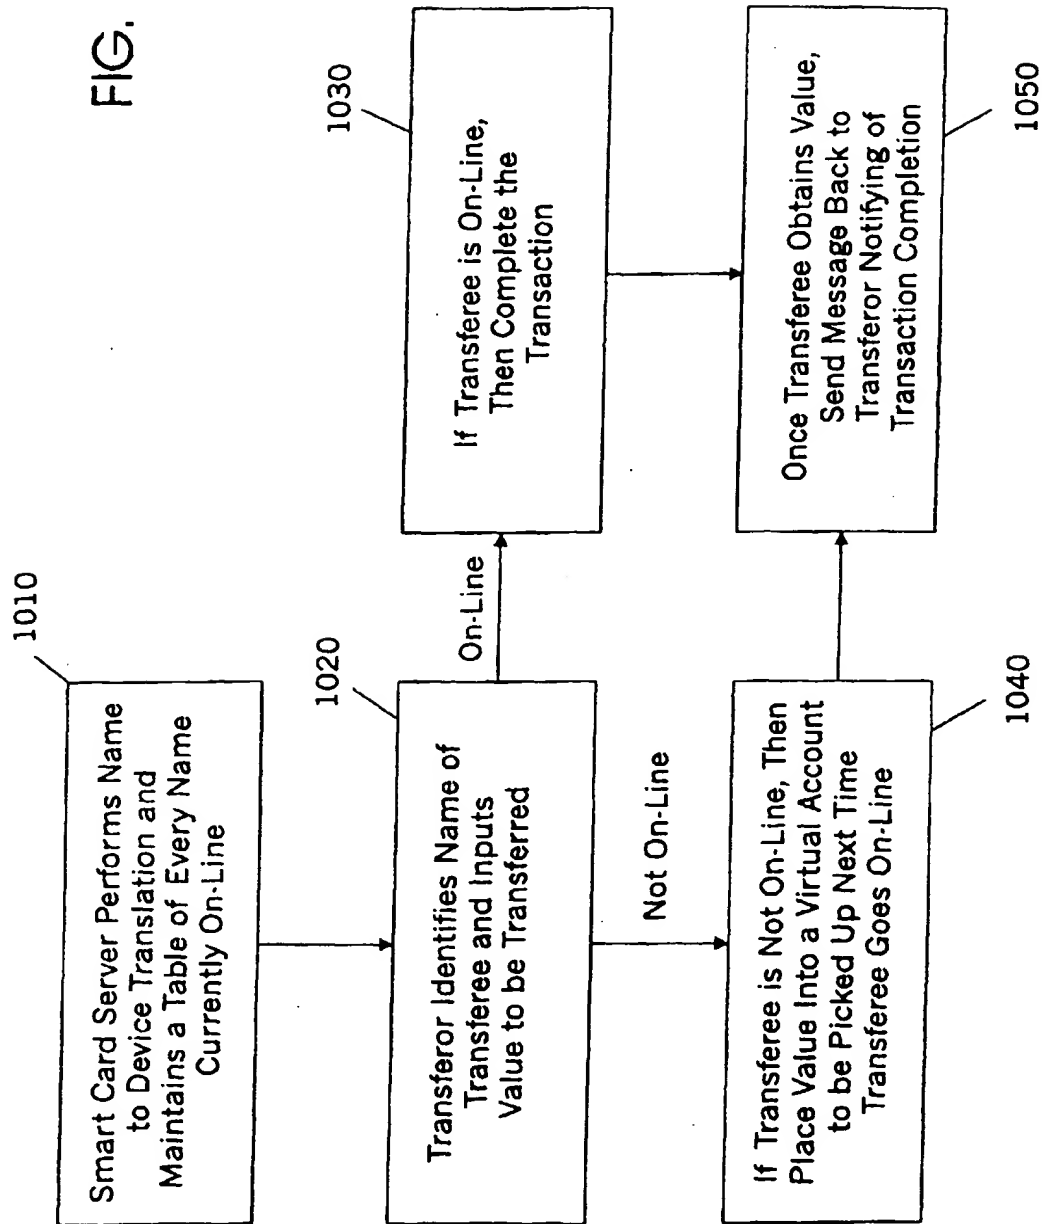 FIG.
1010
Smart Card Server Performs Name
to Device Translation and
Maintains a Table of Every Name
Currently On-Line
1020
Transferor Identifies Name of
Transferee and Inputs
Value to be Transferred
On-Line
1030
If Transferee is On-Line,
Then Complete the
Transaction
Not On-Line
If Transferee is Not On-Line, Then
Place Value Into a Virtual Account
to be Picked Up Next Time
Transferee Goes On-Line
1040
Once Transferee Obtains Value,
Send Message Back to
Transferor Notifying of
Transaction Completion
1050